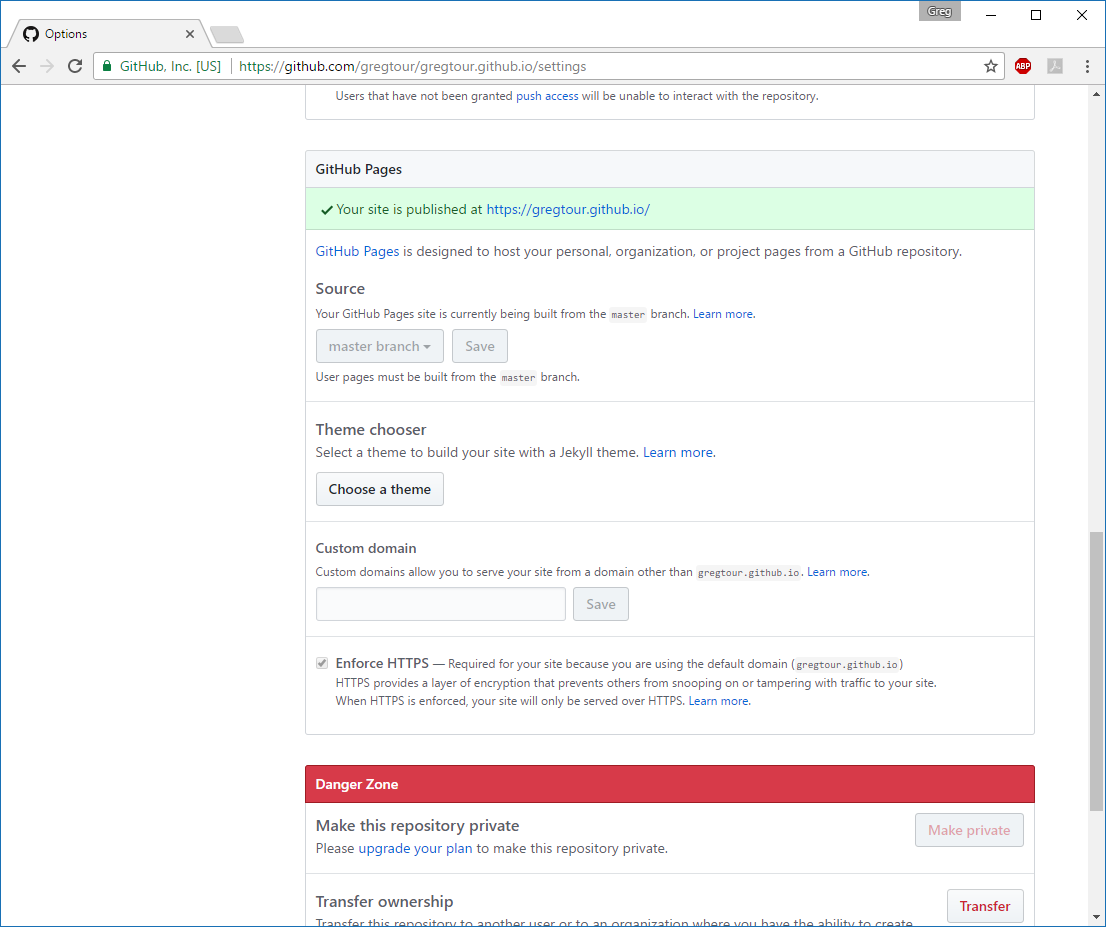 Greg
Options
GitHub, Inc. [US] https://github.com/gregtour/gregtour.github.io/settings
ABP
Users that have not been granted push access will be unable to interact with the repository.
GitHub Pages
Your site is published at https://gregtour.github.io/
GitHub Pages is designed to host your personal, organization, or project pages from a GitHub repository.
Source
Your GitHub Pages site is currently being built from the master branch. Learn more.
master branch Save
User pages must be built from the master branch.
Theme chooser
Select a theme to build your site with a Jekyll theme. Learn more.
Choose a theme
Custom domain
Custom domains allow you to serve your site from a domain other than gregtour.github.io. Learn more.
Save
Enforce HTTPS — Required for your site because you are using the default domain (gregtour.github.io)
HTTPS provides a layer of encryption that prevents others from snooping on or tampering with traffic to your site.
When HTTPS is enforced, your site will only be served over HTTPS. Learn more.
Danger Zone
Make this repository private
Make private
Please upgrade your plan to make this repository private.
Transfer ownership
Transfer
Transfer this repository to another user or to an organization where you have the ability to create